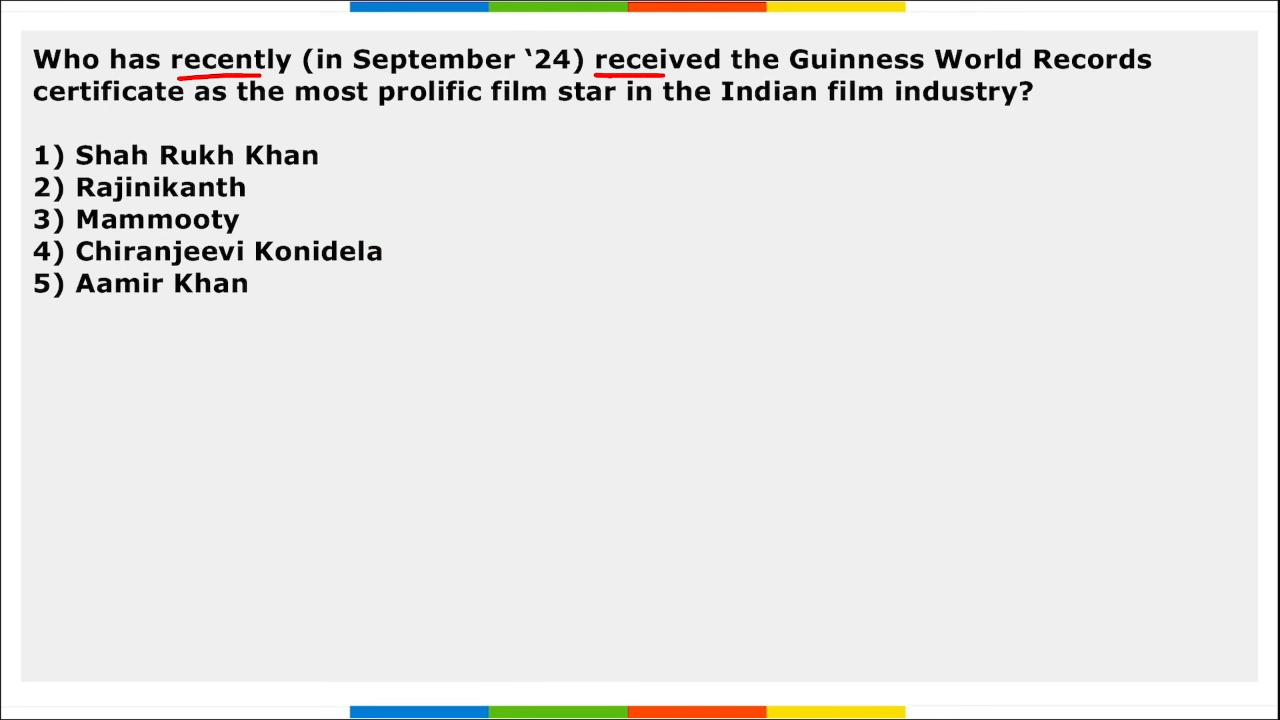 Who has recently (in September ‘24) received the Guinness World Records
certificate as the most prolific film star in the Indian film industry?
1) Shah Rukh Khan
2) Rajinikanth
3) Mammooty
4) Chiranjeevi Konidela
5) Aamir Khan